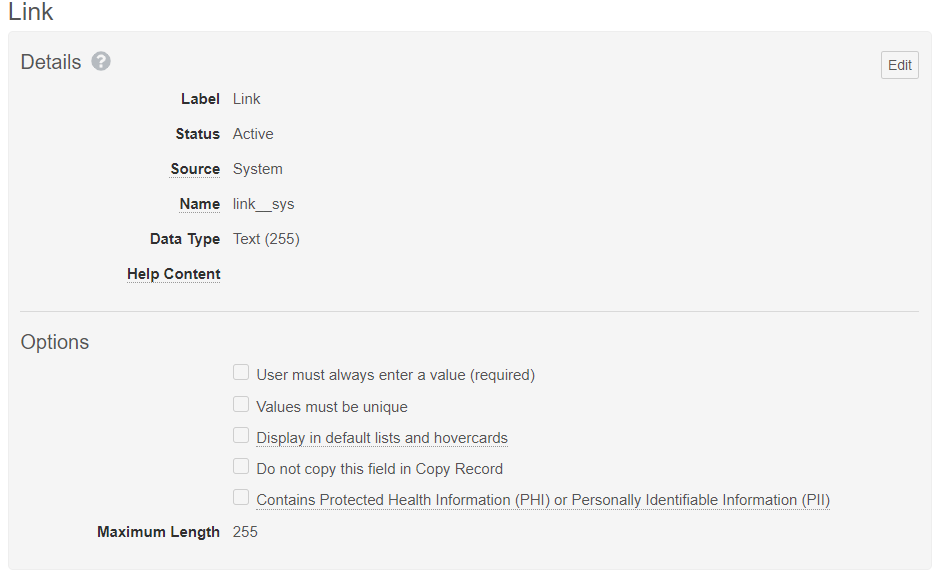 Link
Details ?
Edit
Label Link
Status Active
Source System
Name link__sys
Data Type Text (255)
Help Content
Options
User must always enter a value (required)
Values must be unique
Display in default lists and hovercards
Do not copy this field in Copy Record
Contains Protected Health Information (PHI) or Personally Identifiable Information (PII)
Maximum Length 255